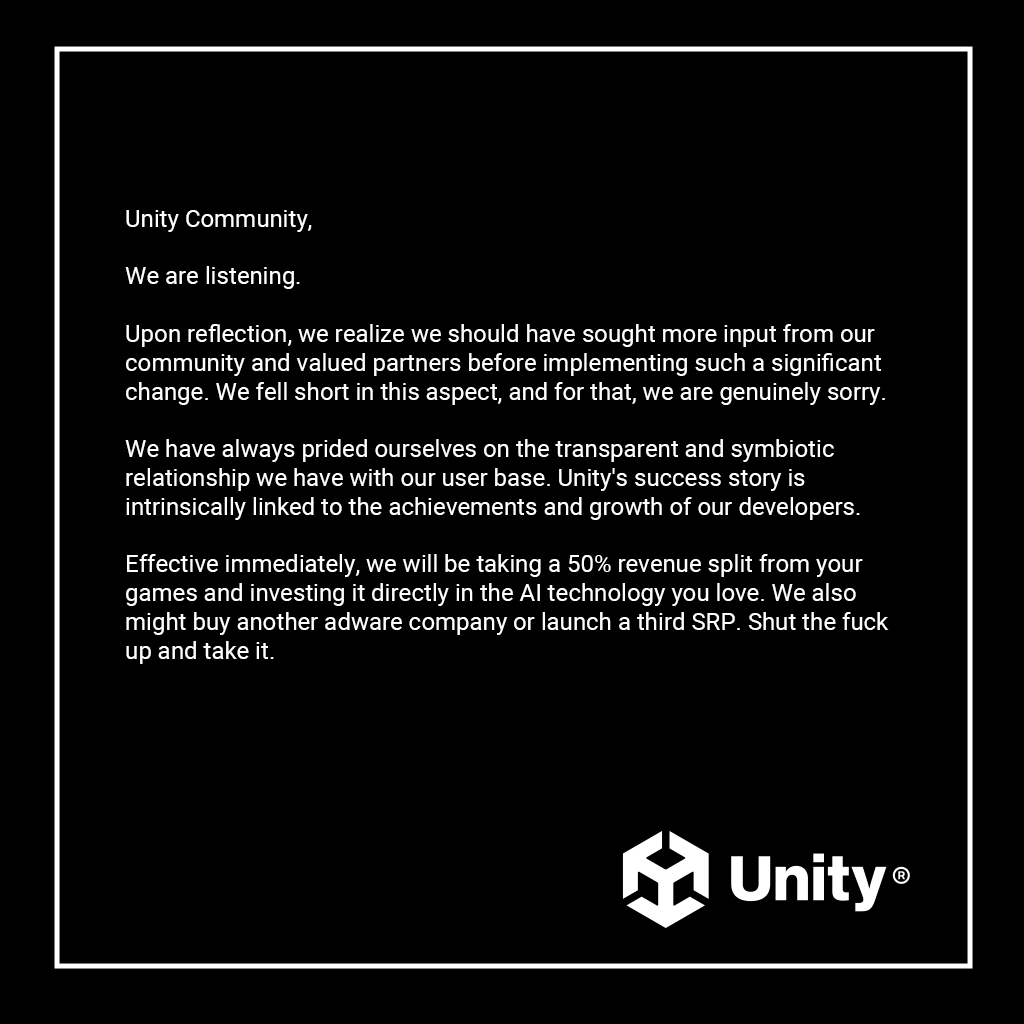 Unity Community,
We are listening.
Upon reflection, we realize we should have sought more input from our
community and valued partners before implementing such a significant
change. We fell short in this aspect, and for that, we are genuinely sorry.
We have always prided ourselves on the transparent and symbiotic
relationship we have with our user base. Unity's success story is
intrinsically linked to the achievements and growth of our developers.
Effective immediately, we will be taking a 50% revenue split from your
games and investing it directly in the AI technology you love. We also
might buy another adware company or launch a third SRP. Shut the fuck
up and take it.
Unity®